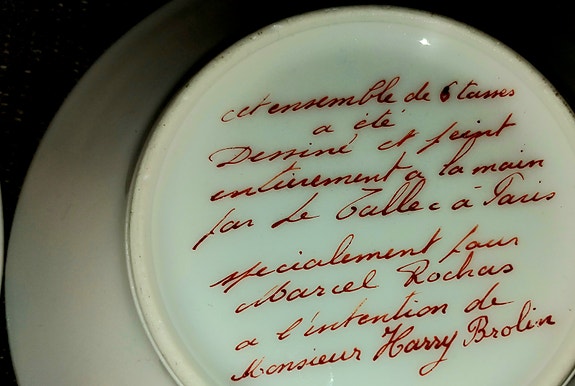 cet ensemble de 6 tasses
a été
Dessiné et peint
entièrement a la main
par Le Tallec à Paris
spécialement pour
Marcel Rochas
a l'intention de
Monsieur Harry Brolin